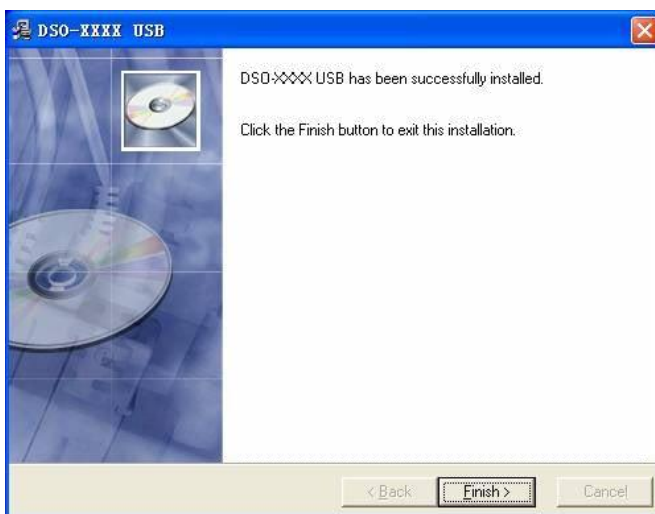 DSO-XXXX USB
DSO-XXXX USB has been successfully installed.
Click the Finish button to exit this installation.
< Back
Finish >
Cancel